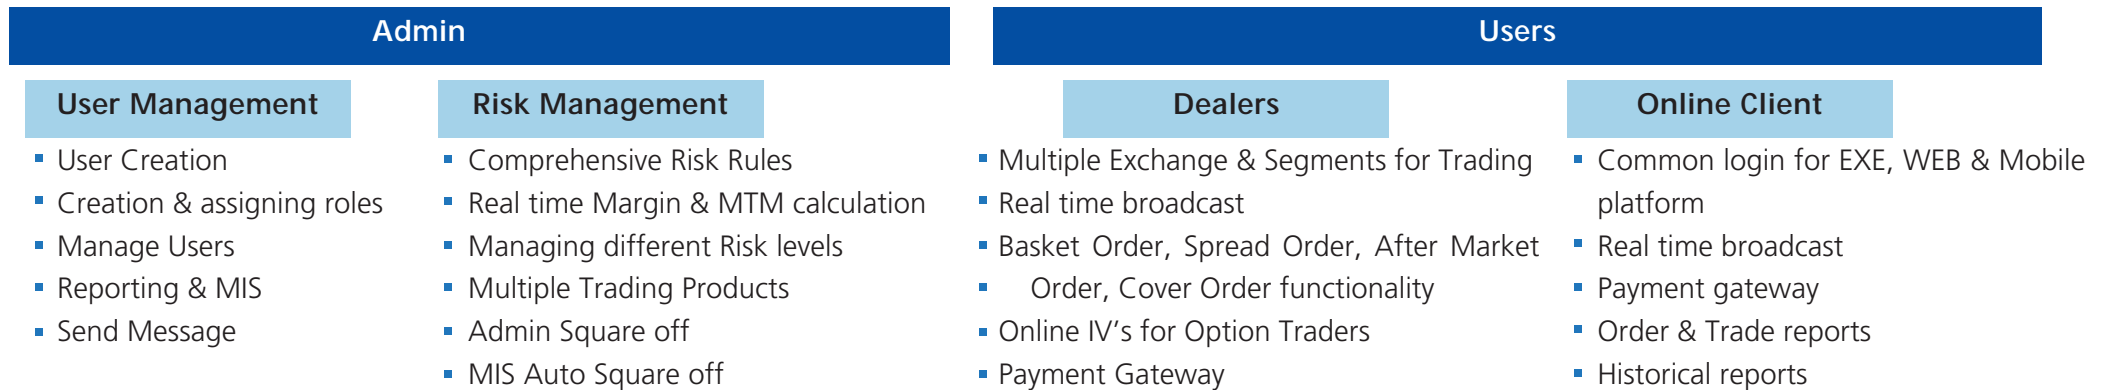 Admin
Users
User Management
Risk Management
Dealers
Online Client
▪ User Creation
▪ Creation & assigning roles
▪ Manage Users
▪ Reporting & MIS
▪ Send Message
▪ Comprehensive Risk Rules
▪ Real time Margin & MTM calculation
▪ Managing different Risk levels
▪ Multiple Trading Products
▪ Admin Square off
▪ MIS Auto Square off
▪ Multiple Exchange & Segments for Trading
▪ Real time broadcast
▪ Basket Order, Spread Order, After Market
▪ Order, Cover Order functionality
▪ Online IV's for Option Traders
▪ Payment Gateway
▪ Common login for EXE, WEB & Mobile
platform
▪ Real time broadcast
▪ Payment gateway
▪ Order & Trade reports
▪ Historical reports